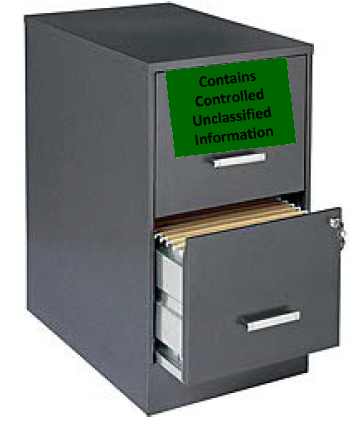 Contains
Controlled
Unclassified
Information